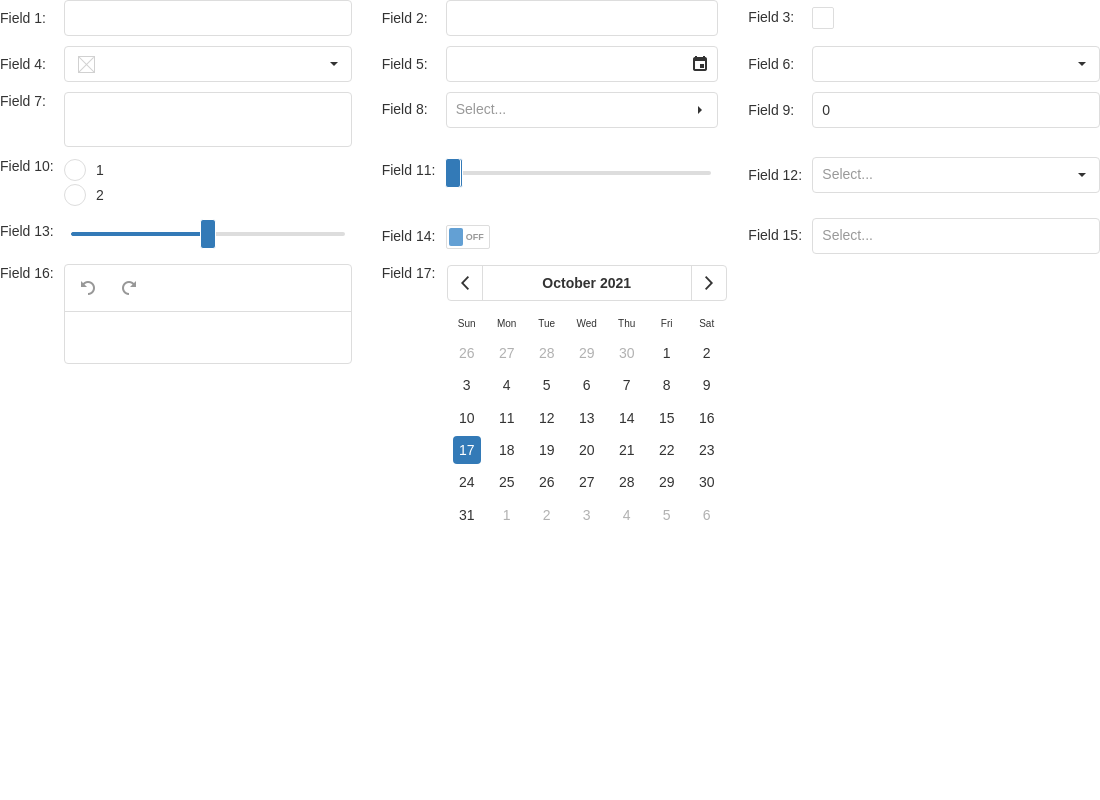 Field 1:
Field 2:
Field 3:
Field 4:
Field 5:
Field 6:
Field 7:
Field 8: Select...
Field 9: 0
Field 10: 1
2
Field 11:
Field 12: Select...
Field 13:
Field 14: OFF
Field 15: Select...
Field 16:
Field 17: October 2021
Sun Mon Tue Wed Thu Fri Sat
26 27 28 29 30 1 2
3 4 5 6 7 8 9
10 11 12 13 14 15 16
17 18 19 20 21 22 23
24 25 26 27 28 29 30
31 1 2 3 4 5 6